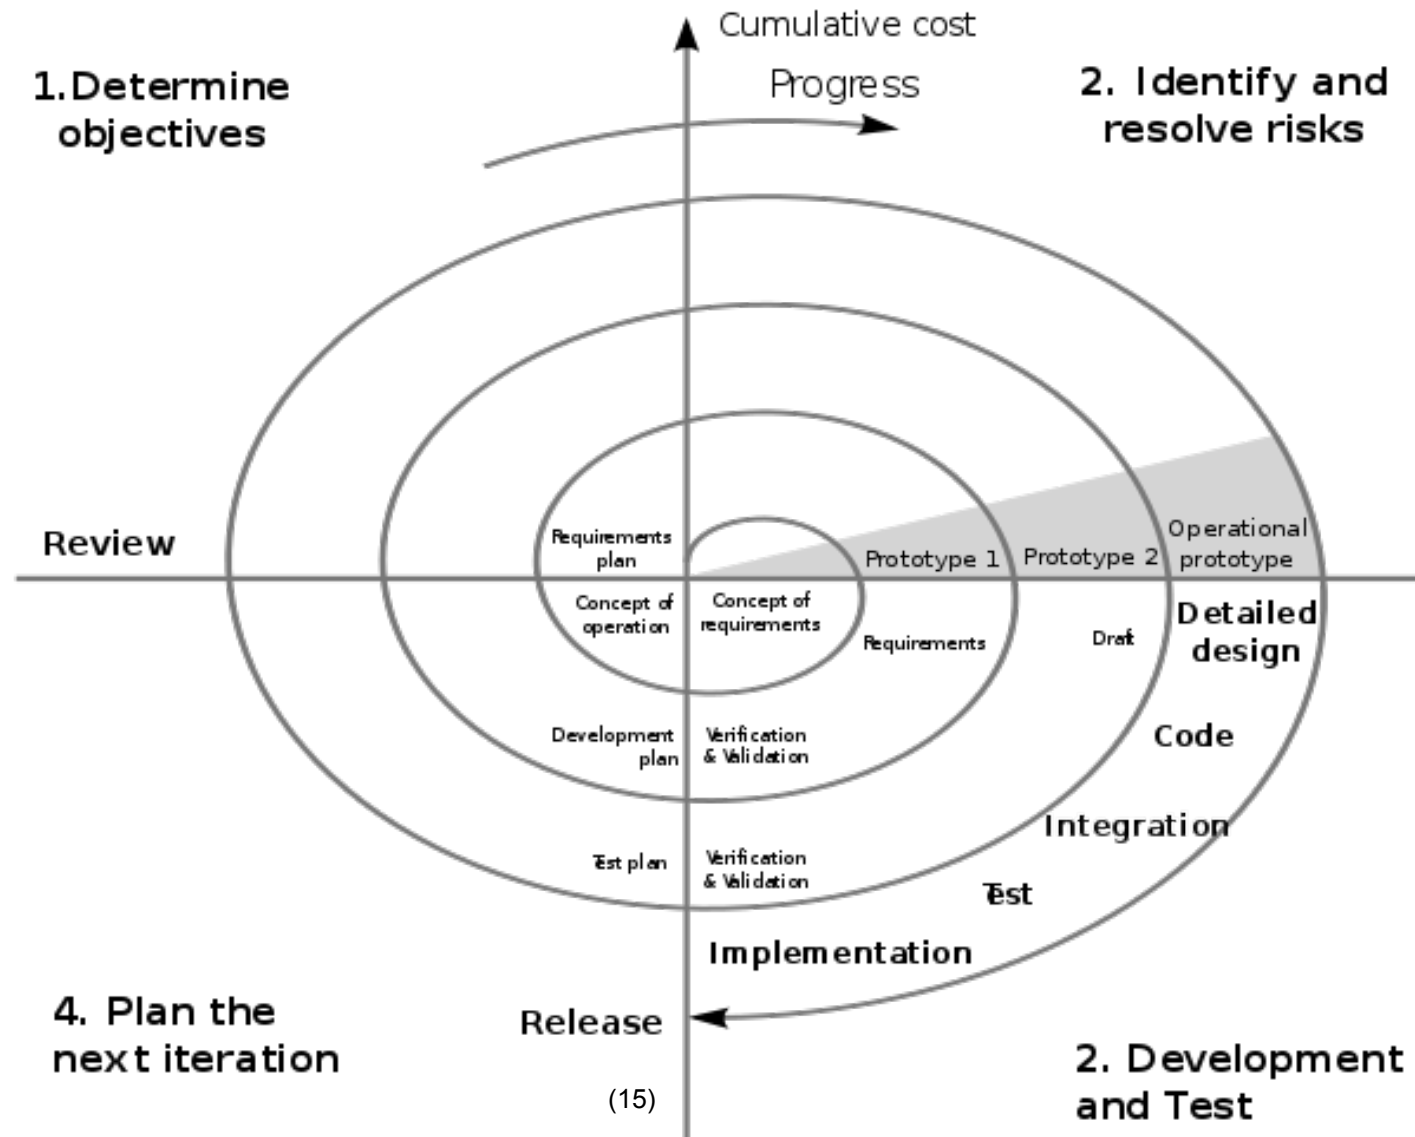 Cumulative cost
Progress
1.Determine
objectives
2. Identify and
resolve risks
Review
Requirements
plan
Prototype 1
Prototype 2
Operational
prototype
Concept of
operation
Concept of
requirements
Requirements
Draft
Detailed
design
Development
plan
Verification
& Validation
Code
Integration
Test plan
Verification
& Validation
Test
Implementation
Release
4. Plan the
next iteration
2. Development
and Test
(15)